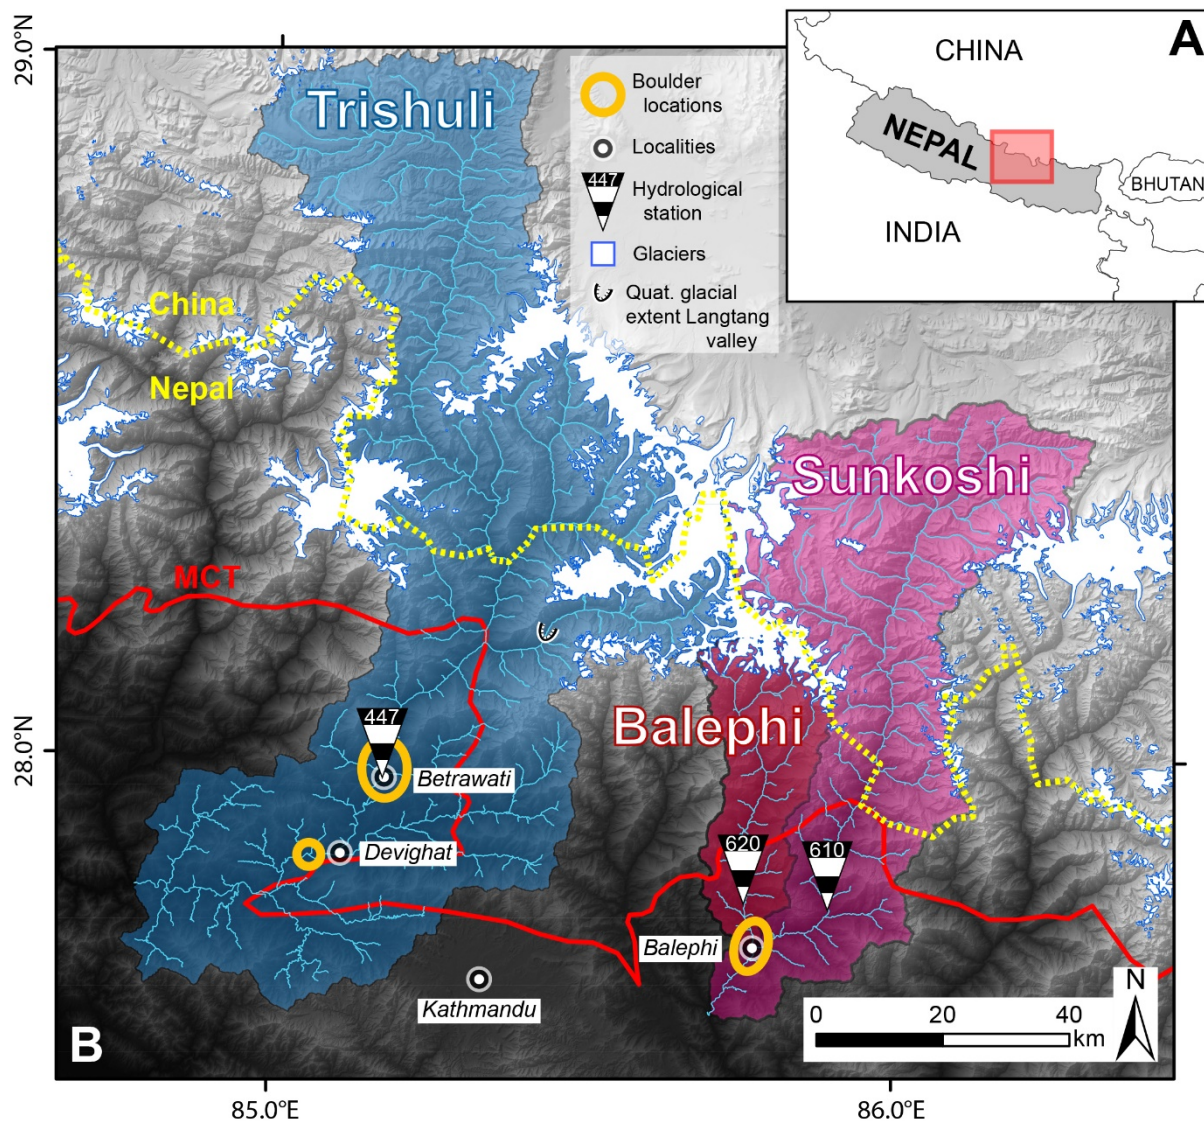 29.0°N
28.0°N
85.0°E
86.0°E
Trishuli
Boulder
locations
Localities
447
Hydrological
station
Glaciers
Quat. glacial
extent Langtang
valley
A
CHINA
NEPAL
BHUTAN
INDIA
China
Nepal
Sunkoshi
MCT
Balephi
447
Betrawati
Devighat
620
610
Balephi
Kathmandu
B
N
0 20 40
km